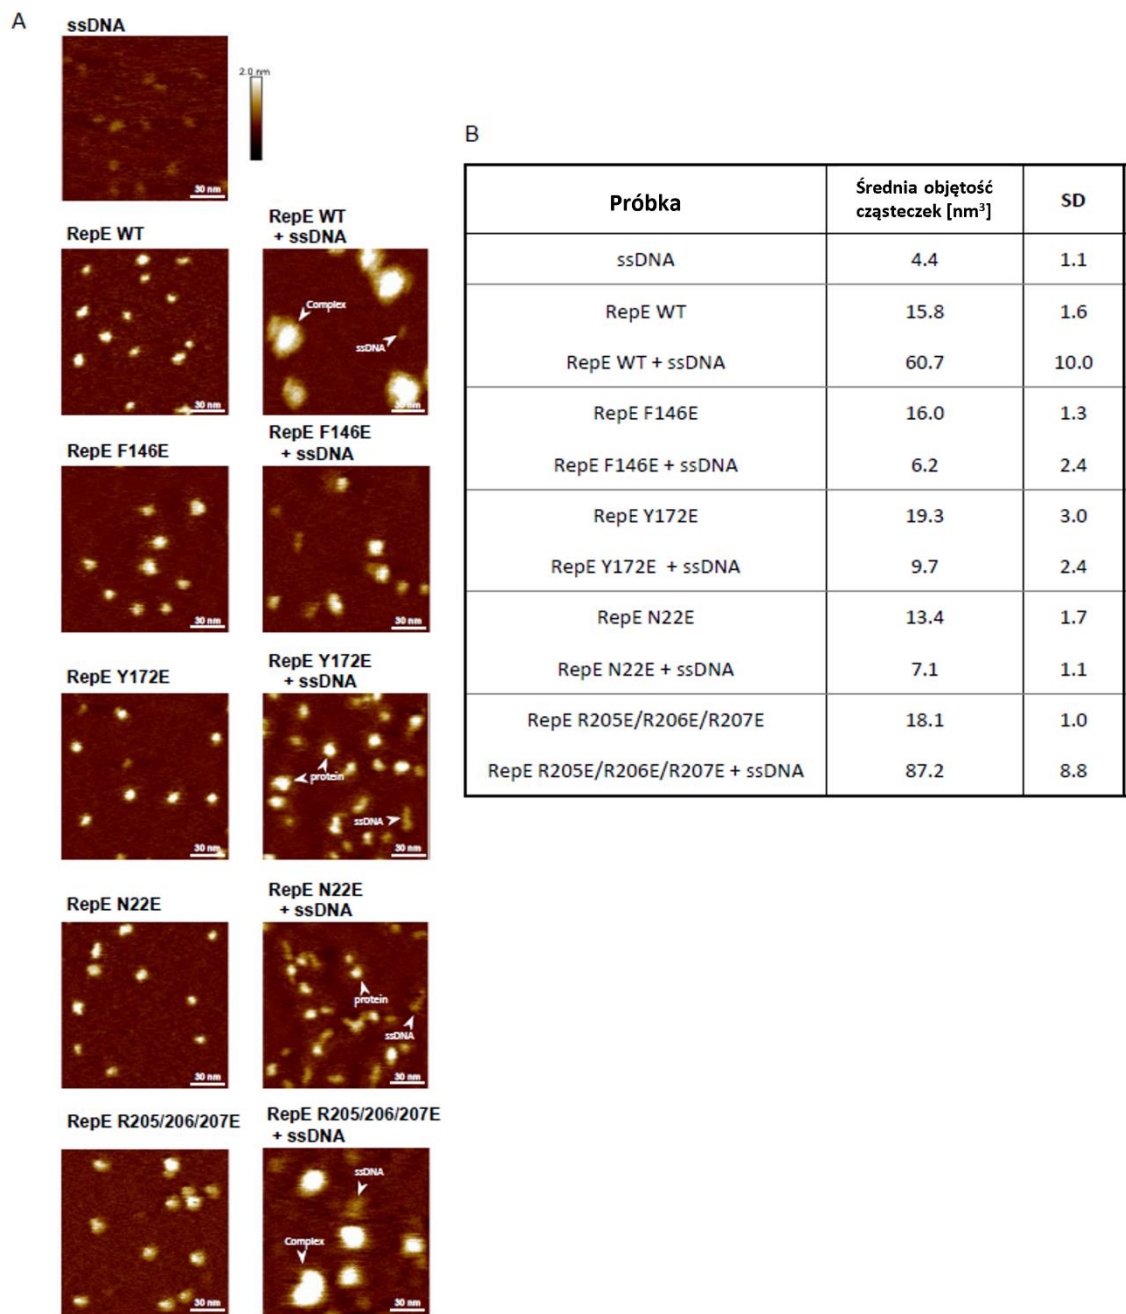 A
ssDNA
2.0 nm
30 nm
RepE WT
30 nm
RepE WT
+ ssDNA
Complex
ssDNA
30 nm
RepE F146E
30 nm
RepE F146E
+ ssDNA
30 nm
RepE Y172E
30 nm
RepE Y172E
+ ssDNA
protein
ssDNA
30 nm
RepE N22E
30 nm
RepE N22E
+ ssDNA
protein
ssDNA
30 nm
RepE R205/206/207E
30 nm
RepE R205/206/207E
+ ssDNA
ssDNA
Complex
30 nm
B
Próbka Średnia objętość cząsteczek [nm³] SD
ssDNA 4.4 1.1
RepE WT 15.8 1.6
RepE WT + ssDNA 60.7 10.0
RepE F146E 16.0 1.3
RepE F146E + ssDNA 6.2 2.4
RepE Y172E 19.3 3.0
RepE Y172E + ssDNA 9.7 2.4
RepE N22E 13.4 1.7
RepE N22E + ssDNA 7.1 1.1
RepE R205E/R206E/R207E 18.1 1.0
RepE R205E/R206E/R207E + ssDNA 87.2 8.8